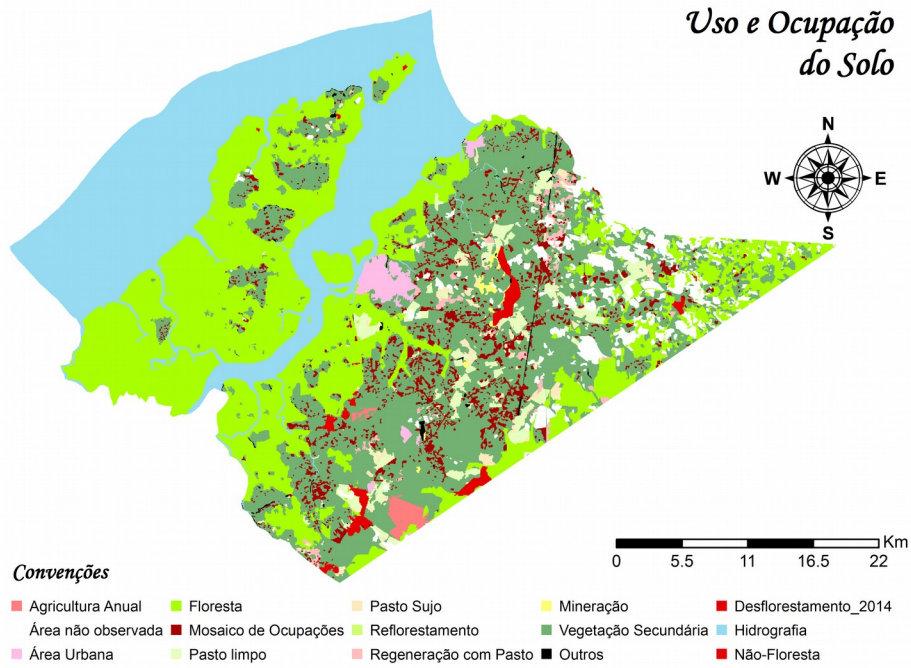 Uso e Ocupação
do Solo
N
W E
S
Km
0 5.5 11 16.5 22
Convenções
Agricultura Anual Floresta Pasto Sujo Mineração Desflorestamento_2014
Área não observada Mosaico de Ocupações Reflorestamento Vegetação Secundária Hidrografia
Área Urbana Pasto limpo Regeneração com Pasto Outros Não-Floresta